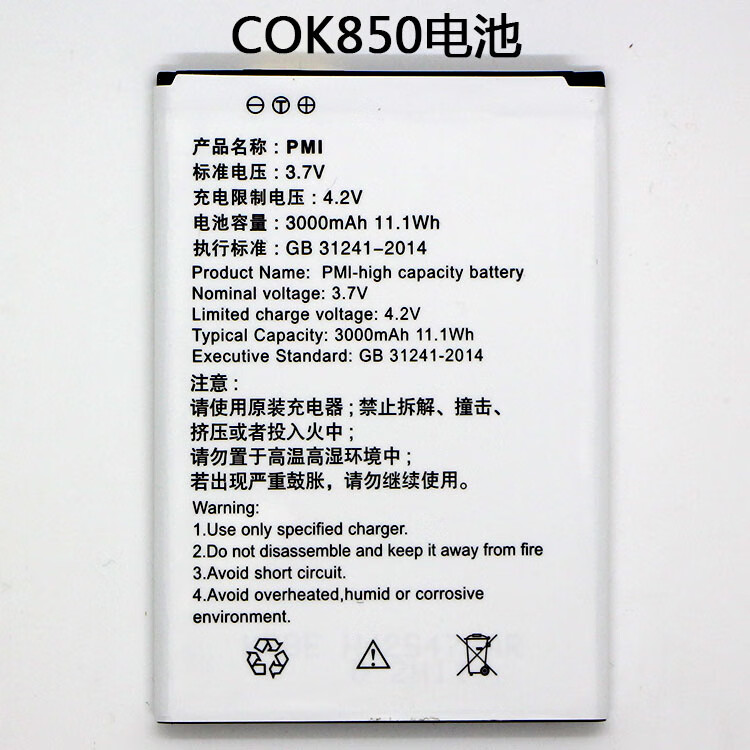 COK850电池
⊖ Ⓣ ⊕
产品名称：PMI
标准电压：3.7V
充电限制电压：4.2V
电池容量：3000mAh 11.1Wh
执行标准：GB 31241-2014
Product Name: PMI-high capacity battery
Nominal voltage: 3.7V
Limited charge voltage: 4.2V
Typical Capacity: 3000mAh 11.1Wh
Executive Standard: GB 31241-2014
注意：
请使用原装充电器；禁止拆解、撞击、
挤压或者投入火中；
请勿置于高温高湿环境中；
若出现严重鼓胀，请勿继续使用。
Warning:
1.Use only specified charger.
2.Do not disassemble and keep it away from fire
3.Avoid short circuit.
4.Avoid overheated,humid or corrosive
environment.